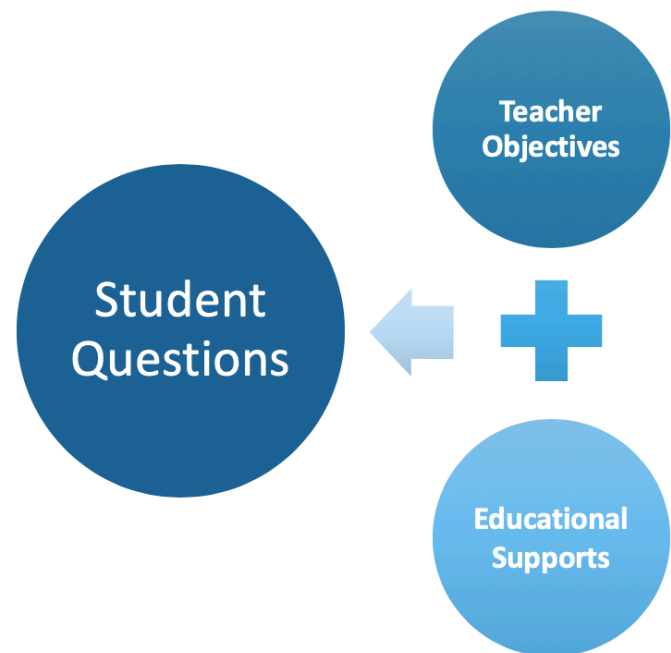 Student
Questions
Teacher
Objectives
Educational
Supports